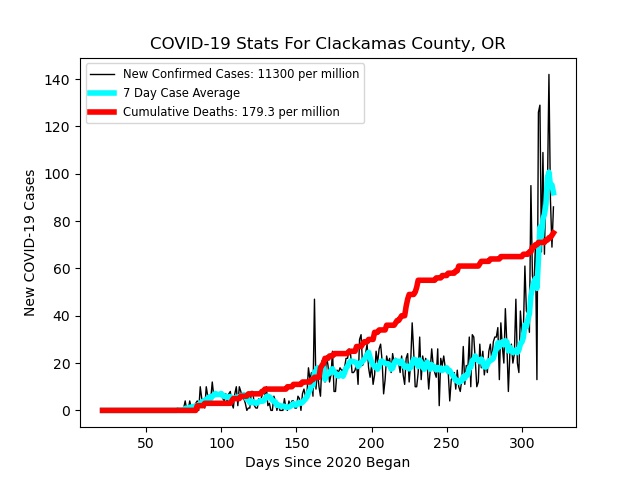 COVID-19 Stats For Clackamas County, OR
New Confirmed Cases: 11300 per million
7 Day Case Average
Cumulative Deaths: 179.3 per million
New COVID-19 Cases
140
120
100
80
60
40
20
0
50 100 150 200 250 300
Days Since 2020 Began